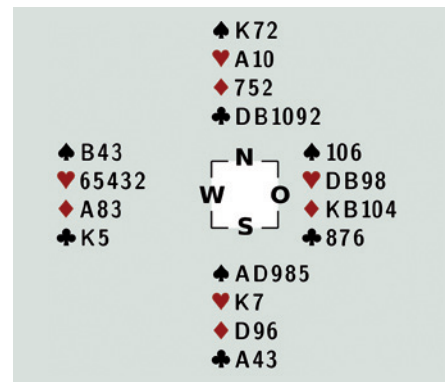 ♠ K72
♥ A10
♦ 752
♣ DB1092
♠ B43
♥ 65432
♦ A83
♣ K5
N
W O
S
♠ 106
♥ DB98
♦ KB104
♣ 876
♠ AD985
♥ K7
♦ D96
♣ A43